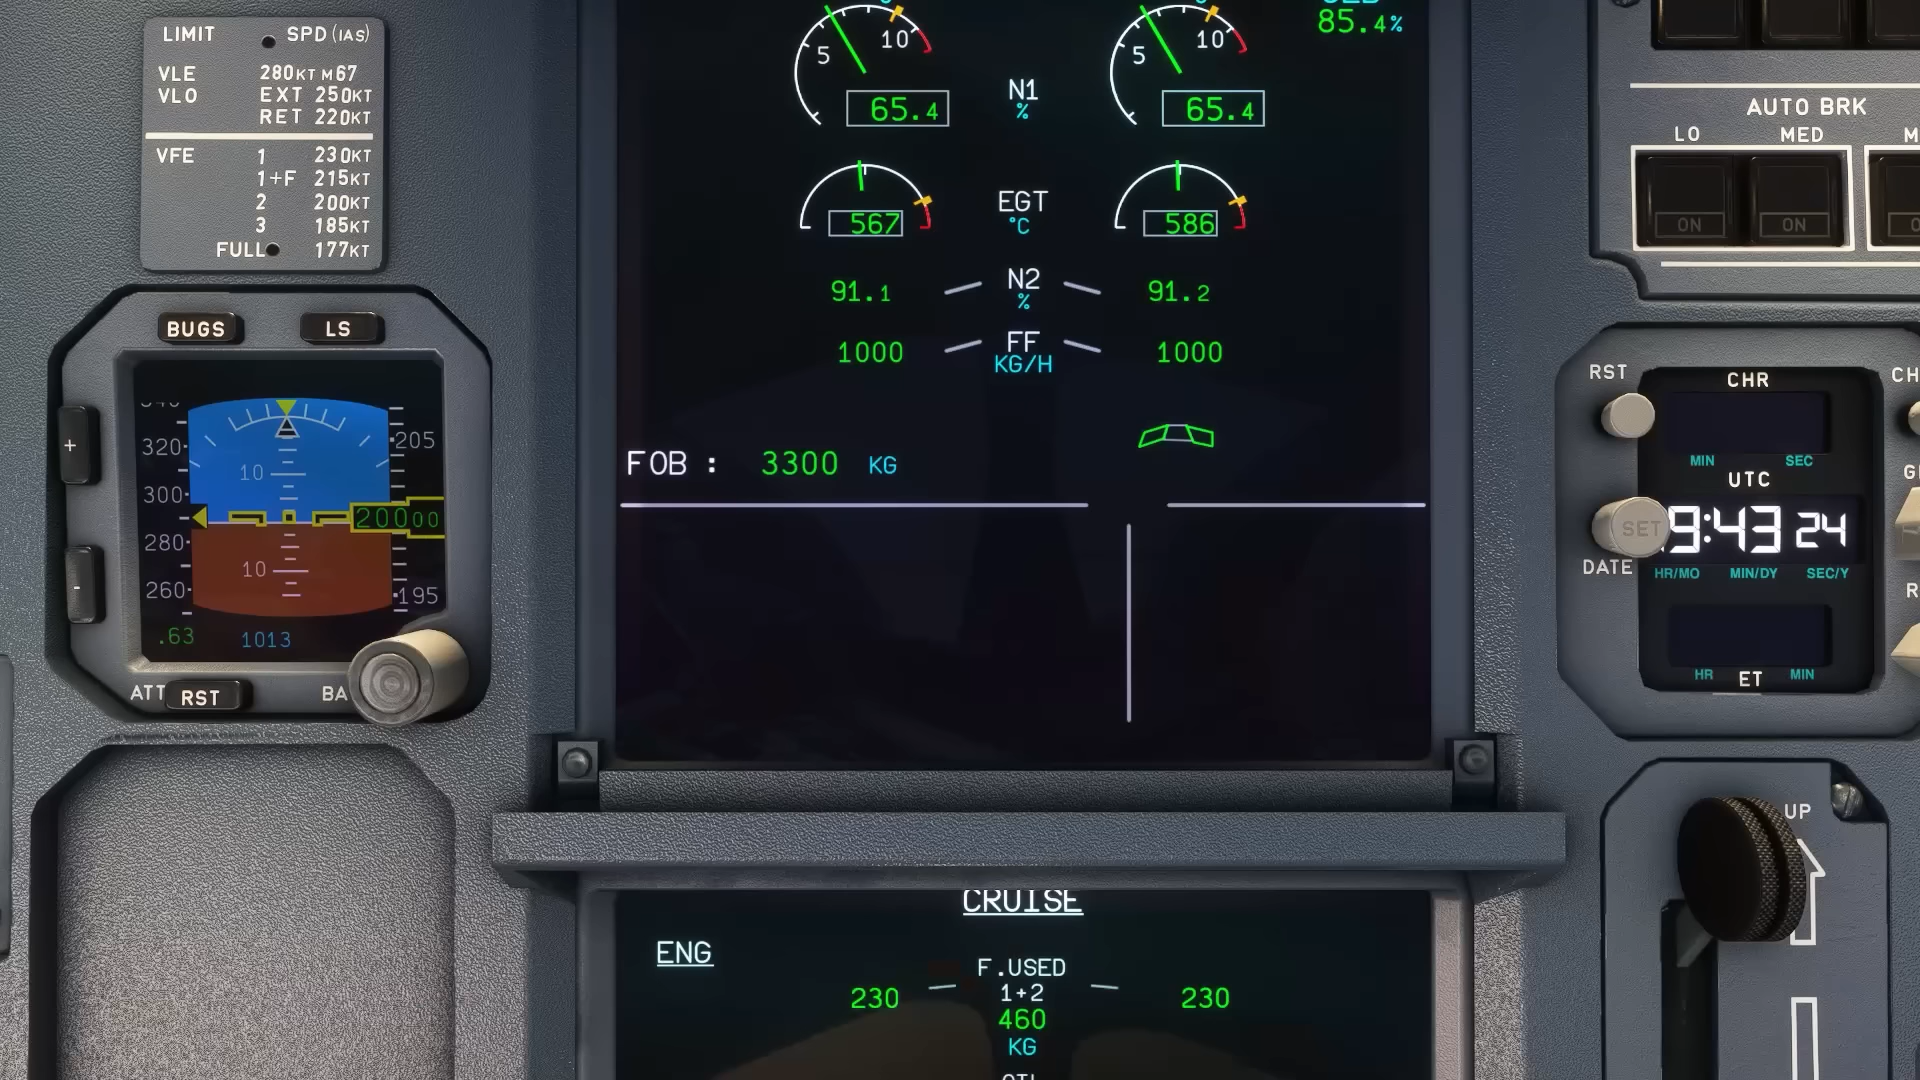 LIMIT SPD (IAS)
VLE 280KT M67
VLO EXT 250KT
RET 220KT
VFE 1 230KT
1+F 215KT
2 200KT
3 185KT
FULL 177KT
BUGS LS
320 10 205
300
20000
280 10
260 195
.63 1013
+
-
ATT RST BA
85.4%
5 10
5 10
65.4 N1 65.4
%
567 EGT 586
°C
91.1 N2 91.2
%
1000 FF 1000
KG/H
FOB : 3300 KG
CRUISE
ENG
F.USED
230 1+2 230
460
KG
AUTO BRK
LO MED M
ON ON
RST CHR CH
MIN SEC
UTC
SET 9:43 24
DATE HR/MO MIN/DY SEC/Y
HR ET MIN
UP